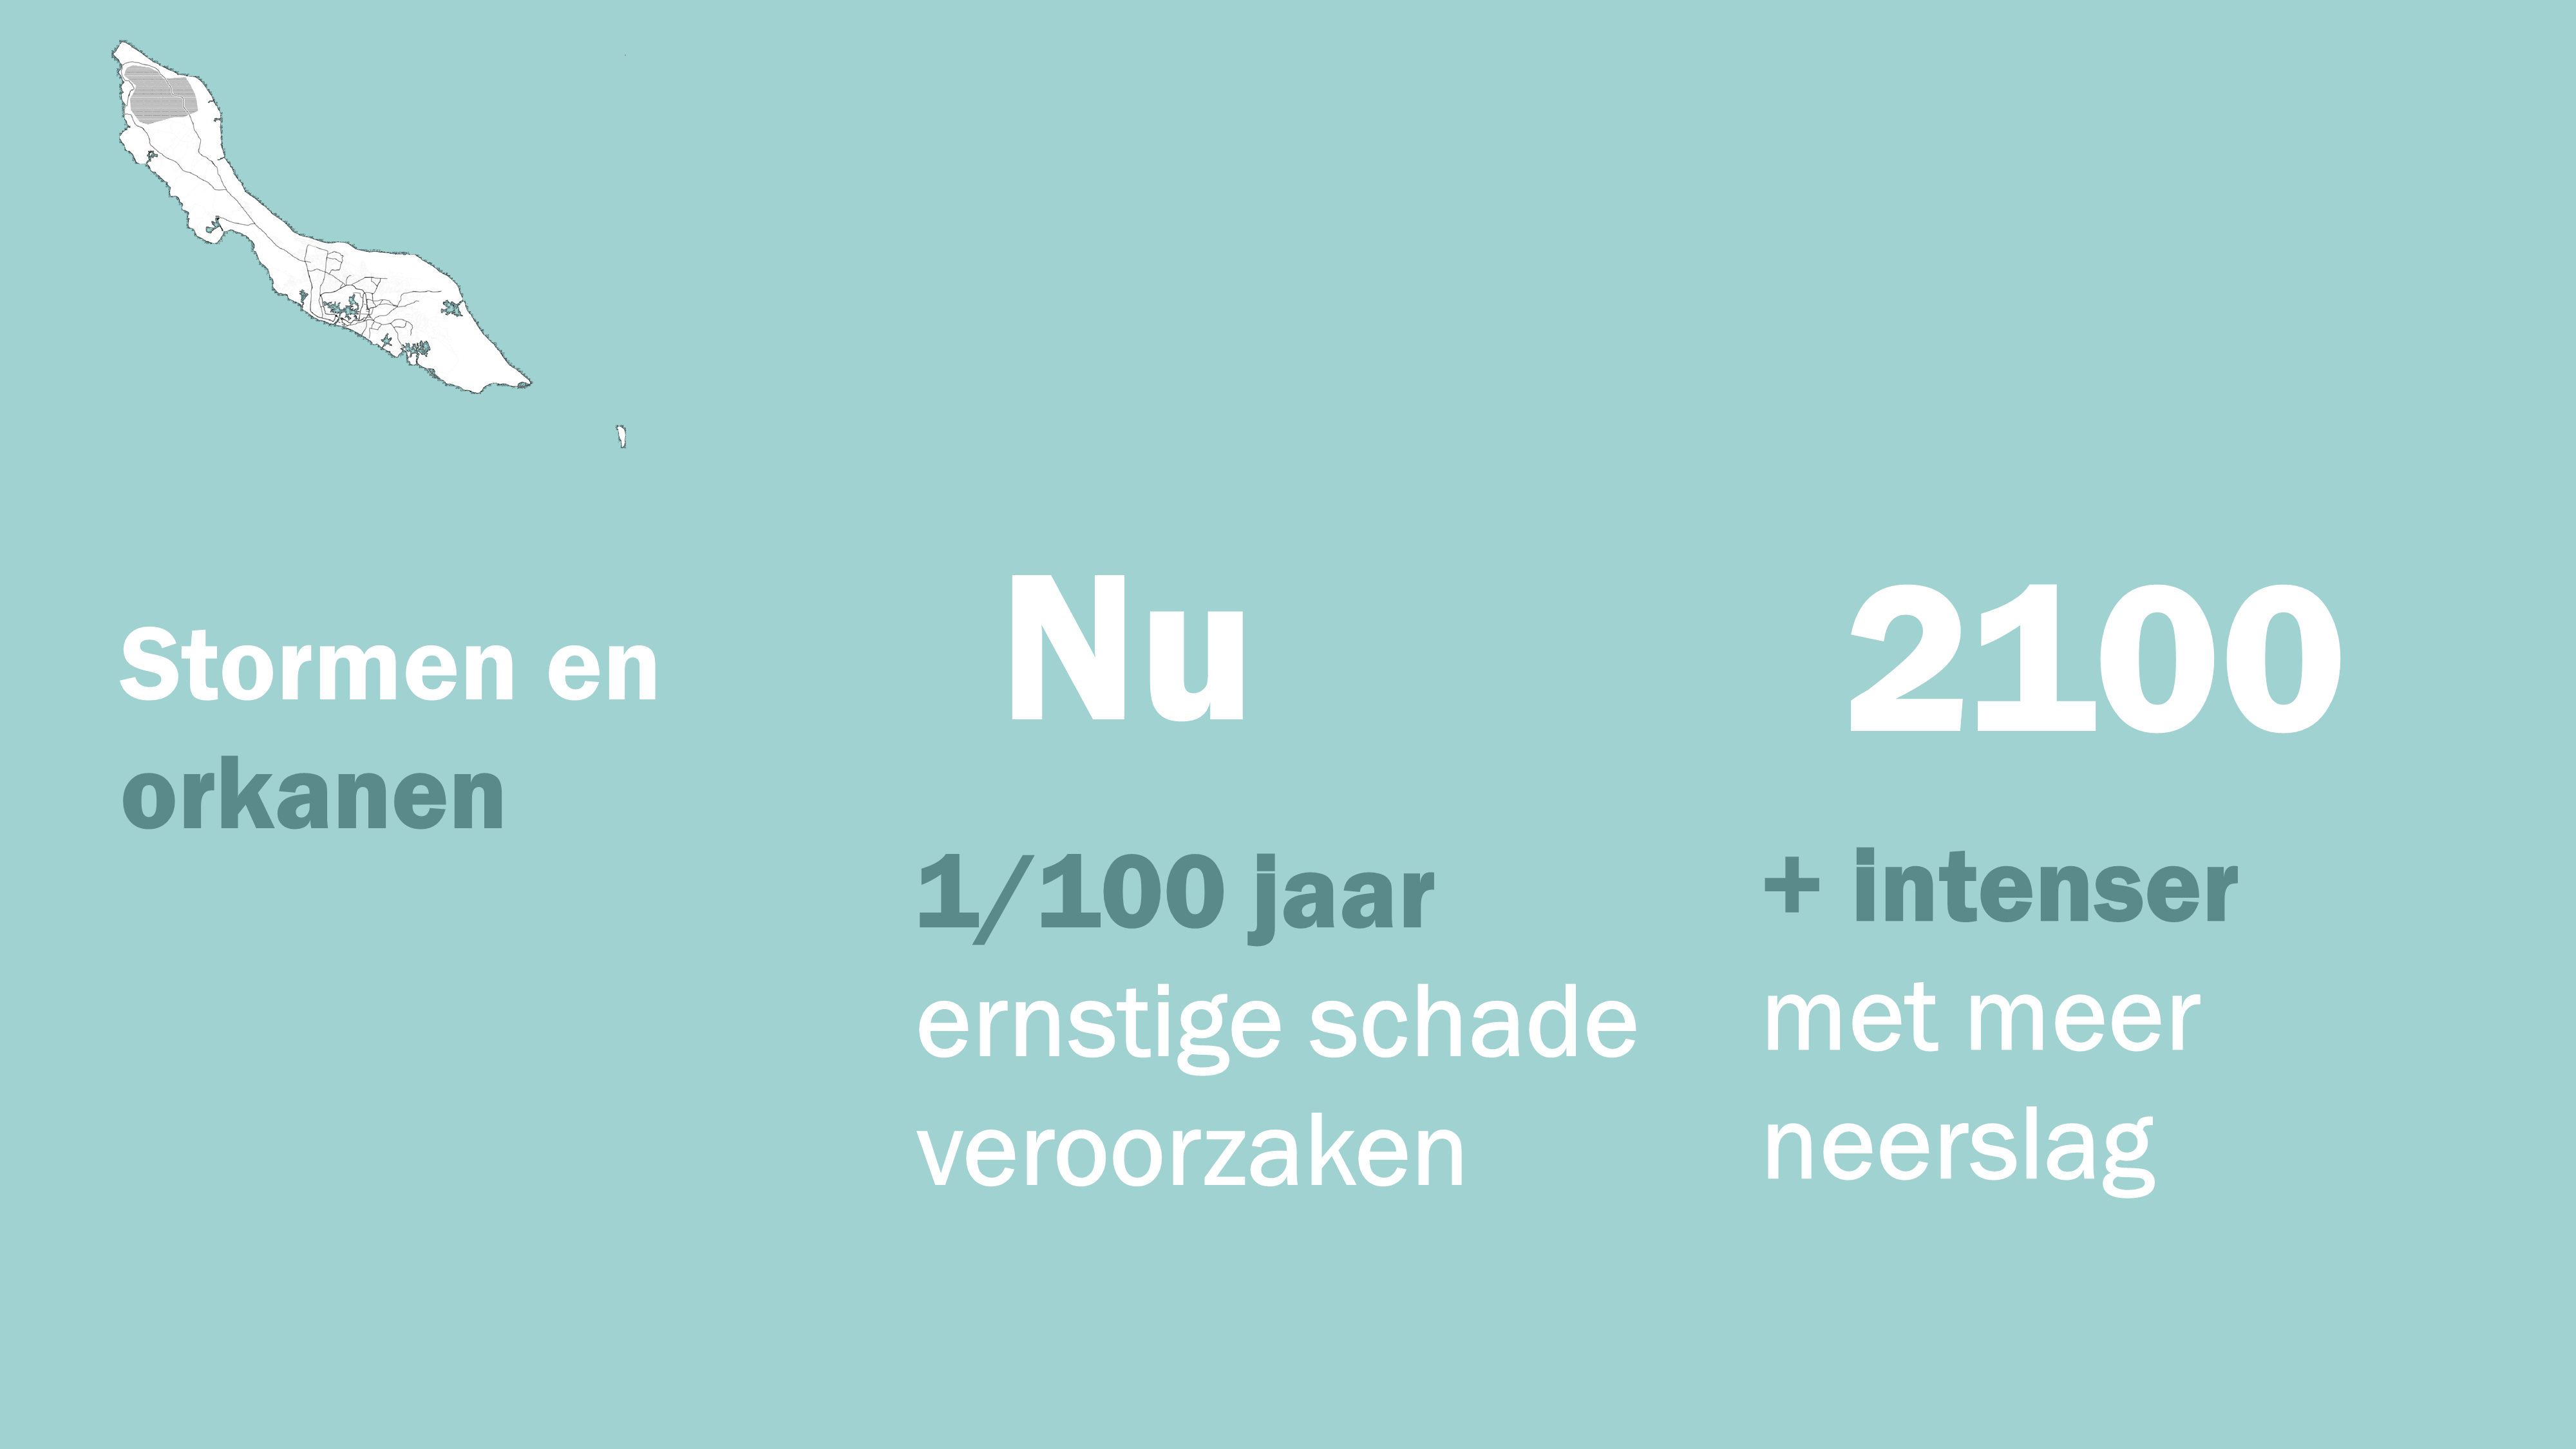 Stormen en
orkanen
Nu
1/100 jaar
ernstige schade
veroorzaken
2100
+ intenser
met meer
neerslag